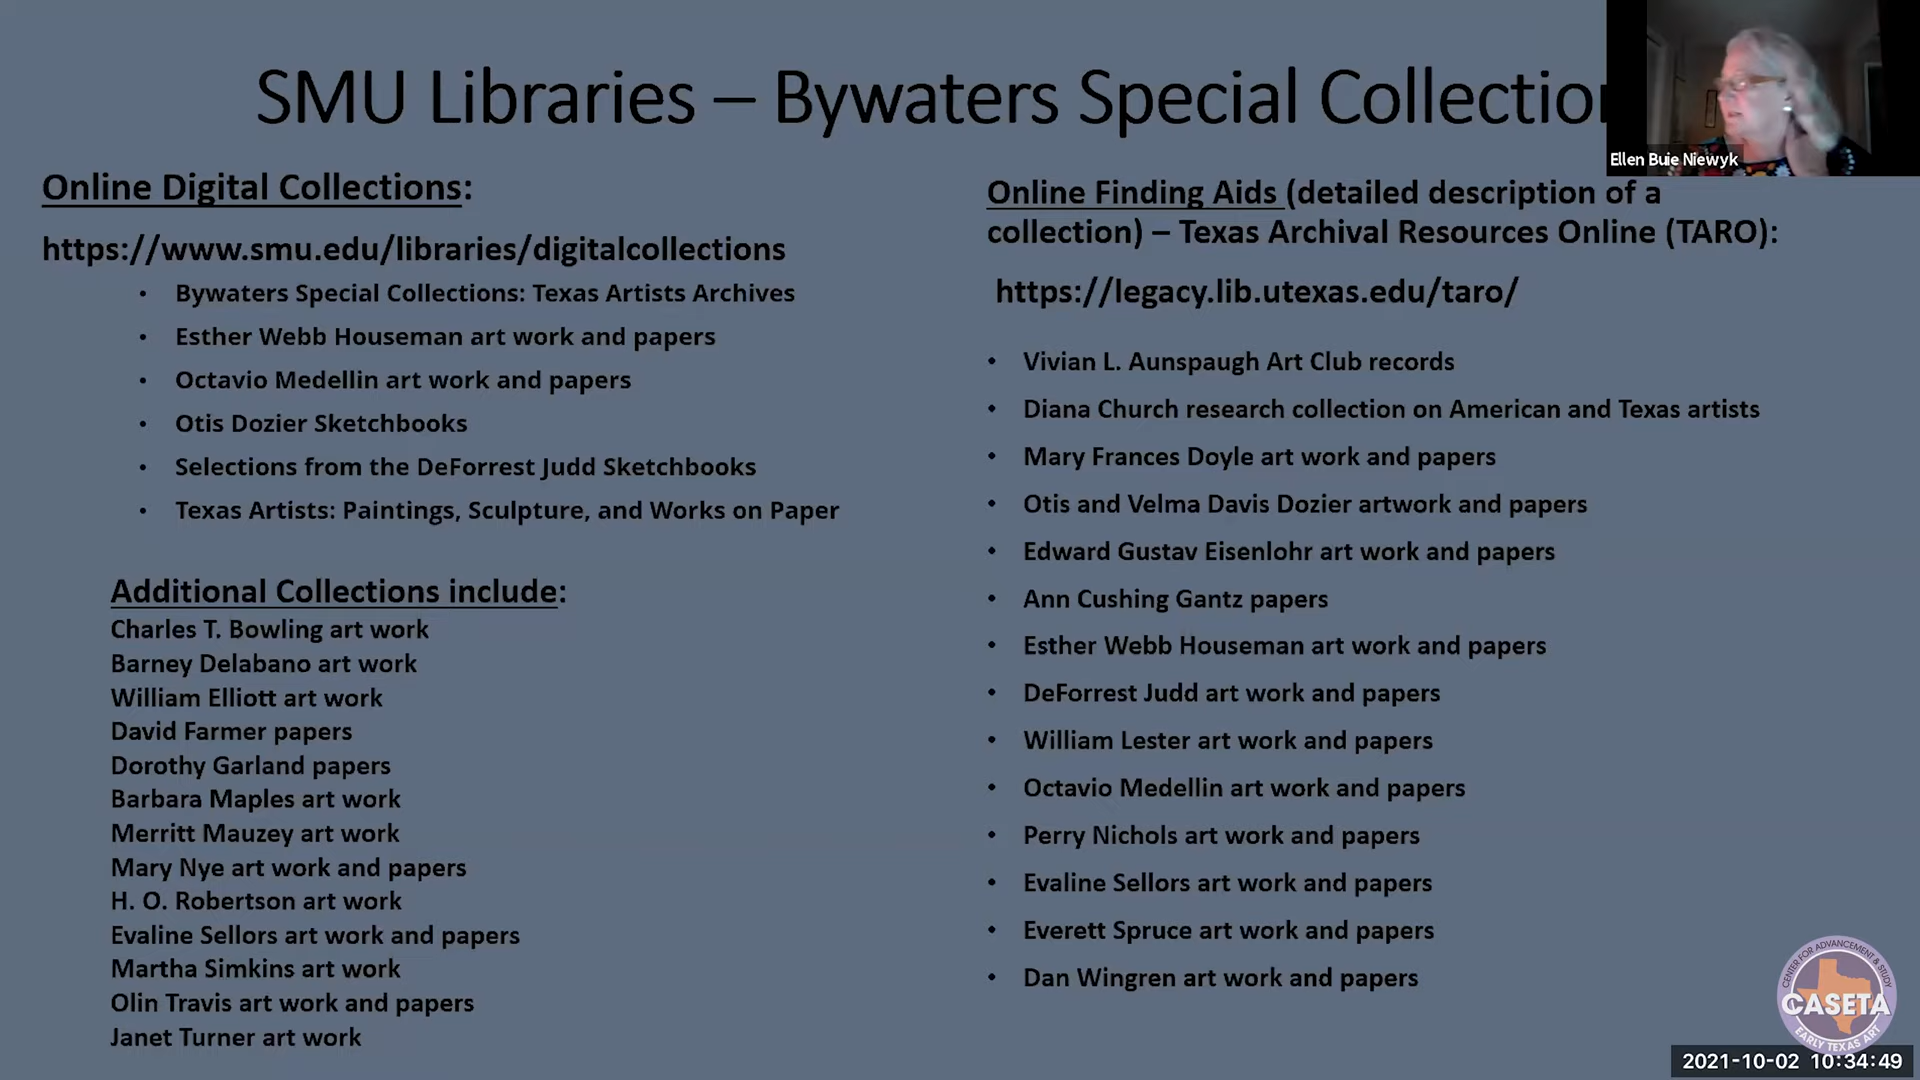 SMU Libraries – Bywaters Special Collection
Ellen Buie Niewyk
Online Digital Collections:
https://www.smu.edu/libraries/digitalcollections
• Bywaters Special Collections: Texas Artists Archives
• Esther Webb Houseman art work and papers
• Octavio Medellin art work and papers
• Otis Dozier Sketchbooks
• Selections from the DeForrest Judd Sketchbooks
• Texas Artists: Paintings, Sculpture, and Works on Paper
Additional Collections include:
Charles T. Bowling art work
Barney Delabano art work
William Elliott art work
David Farmer papers
Dorothy Garland papers
Barbara Maples art work
Merritt Mauzey art work
Mary Nye art work and papers
H. O. Robertson art work
Evaline Sellors art work and papers
Martha Simkins art work
Olin Travis art work and papers
Janet Turner art work
Online Finding Aids (detailed description of a
collection) – Texas Archival Resources Online (TARO):
https://legacy.lib.utexas.edu/taro/
• Vivian L. Aunspaugh Art Club records
• Diana Church research collection on American and Texas artists
• Mary Frances Doyle art work and papers
• Otis and Velma Davis Dozier artwork and papers
• Edward Gustav Eisenlohr art work and papers
• Ann Cushing Gantz papers
• Esther Webb Houseman art work and papers
• DeForrest Judd art work and papers
• William Lester art work and papers
• Octavio Medellin art work and papers
• Perry Nichols art work and papers
• Evaline Sellors art work and papers
• Everett Spruce art work and papers
• Dan Wingren art work and papers
CENTER FOR ADVANCEMENT & STUDY
CASETA
EARLY TEXAS ART
2021-10-02 10:34:49